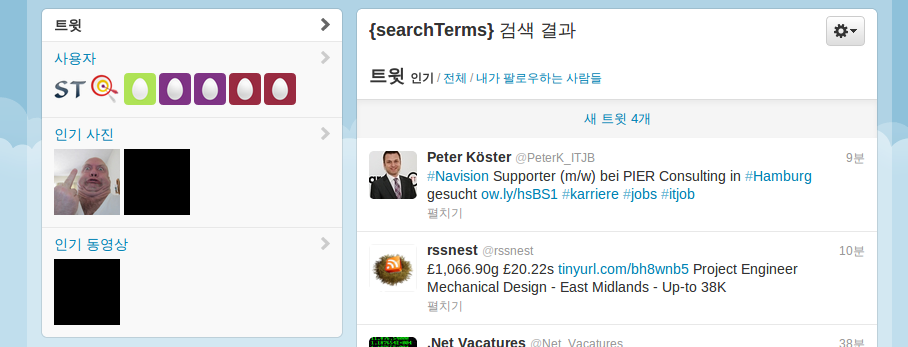 트윗
사용자
ST
인기 사진
인기 동영상
{searchTerms} 검색 결과
트윗 인기 / 전체 / 내가 팔로우하는 사람들
새 트윗 4개
Peter Köster @PeterK_ITJB 9분
#Navision Supporter (m/w) bei PIER Consulting in #Hamburg
gesucht ow.ly/hsBS1 #karriere #jobs #itjob
펼치기
rssnest @rssnest 10분
£1,066.90g £20.22s tinyurl.com/bh8wnb5 Project Engineer
Mechanical Design - East Midlands - Up-to 38K
펼치기
.Net Vacatures @Net_Vacatures 38분